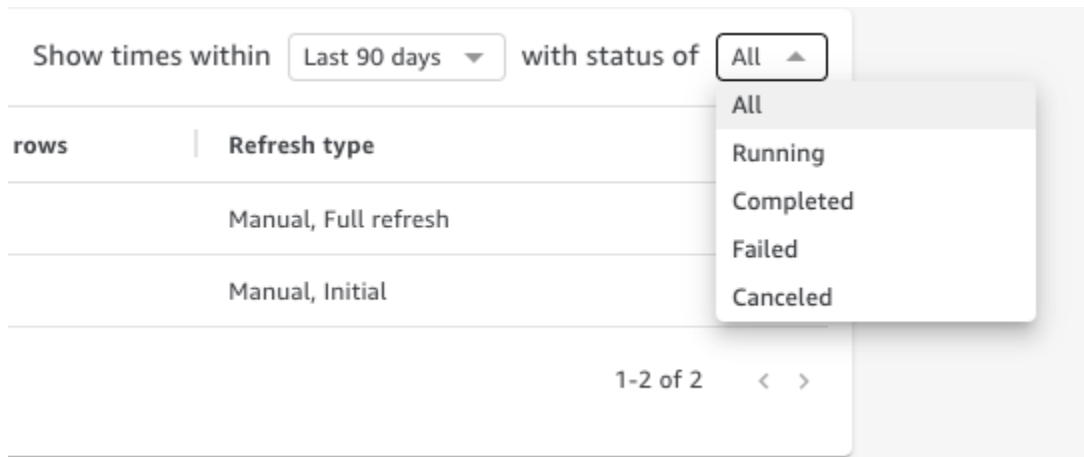 Show times within Last 90 days with status of All
All
rows Refresh type
Running
Completed
Manual, Full refresh
Failed
Manual, Initial
Canceled
1-2 of 2